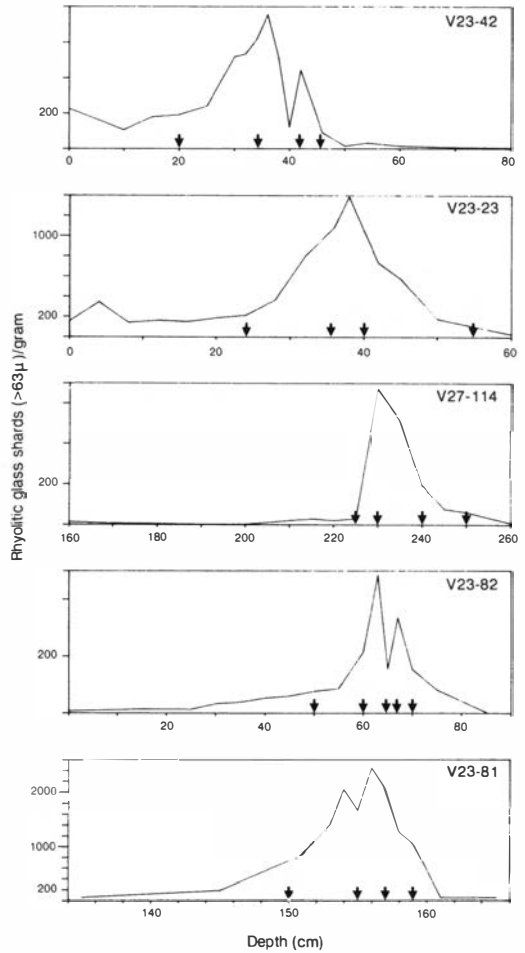 V23-42
200
0 20 40 60 80
V23-23
1000
200
0 20 40 60
V27-114
200
160 180 200 220 240 260
V23-82
200
20 40 60 80
V23-81
2000
1000
200
140 150 160
Rhyolitic glass shards (>63µ)/gram
Depth (cm)